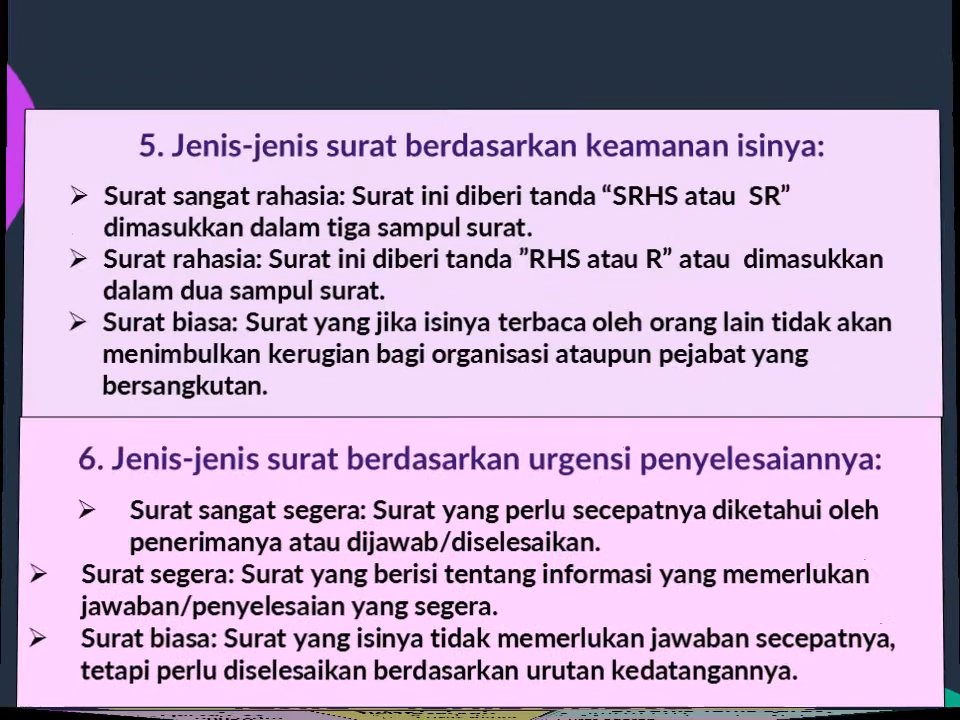 5. Jenis-jenis surat berdasarkan keamanan isinya:
➢ Surat sangat rahasia: Surat ini diberi tanda “SRHS atau SR”
dimasukkan dalam tiga sampul surat.
➢ Surat rahasia: Surat ini diberi tanda ”RHS atau R” atau dimasukkan
dalam dua sampul surat.
➢ Surat biasa: Surat yang jika isinya terbaca oleh orang lain tidak akan
menimbulkan kerugian bagi organisasi ataupun pejabat yang
bersangkutan.
6. Jenis-jenis surat berdasarkan urgensi penyelesaiannya:
➢ Surat sangat segera: Surat yang perlu secepatnya diketahui oleh
penerimanya atau dijawab/diselesaikan.
➢ Surat segera: Surat yang berisi tentang informasi yang memerlukan
jawaban/penyelesaian yang segera.
➢ Surat biasa: Surat yang isinya tidak memerlukan jawaban secepatnya,
tetapi perlu diselesaikan berdasarkan urutan kedatangannya.